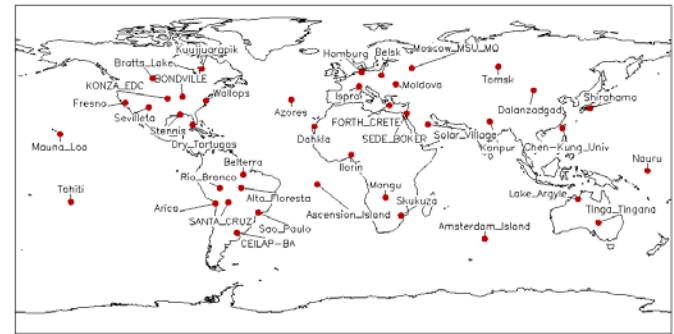 Kuujjuarapik
Hamburg
Belsk
Moscow_MSU_MO
Bratts_Lake
BONDVILLE
KONZA_EDC
Wallops
Fresno
Sevilleta
Stennis
Dry_Tortugas
Mauna_Loa
Tahiti
Azores
Ispra
Moldova
Tomsk
Dalanzadgad
Shirahama
FORTH_CRETE
SEDE_BOKER
Dahkla
Solar_Village
Kanpur
Chen-Kung_Univ
Nauru
Belterra
Rio_Branco
Alta_Floresta
Arica
SANTA_CRUZ
Sao_Paulo
CEILAP-BA
Ilorin
Ascension_Island
Mongu
Skukuza
Amsterdam_Island
Lake_Argyle
Tinga_Tingana